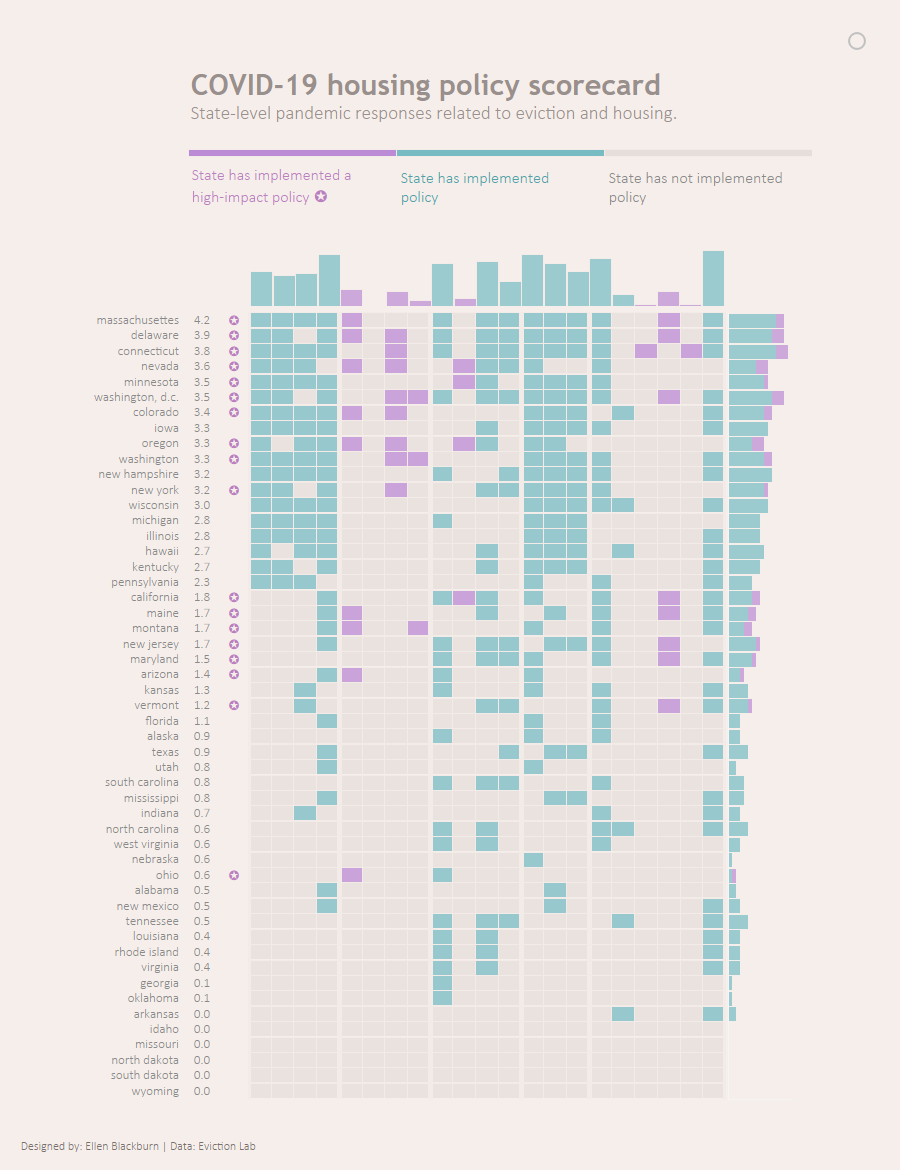 COVID-19 housing policy scorecard
State-level pandemic responses related to eviction and housing.
State has implemented a
high-impact policy
State has implemented
policy
State has not implemented
policy
massachusettes 4.2
delaware 3.9
connecticut 3.8
nevada 3.6
minnesota 3.5
washington, d.c. 3.5
colorado 3.4
iowa 3.3
oregon 3.3
washington 3.3
new hampshire 3.2
new york 3.2
wisconsin 3.0
michigan 2.8
illinois 2.8
hawaii 2.7
kentucky 2.7
pennsylvania 2.3
california 1.8
maine 1.7
montana 1.7
new jersey 1.7
maryland 1.5
arizona 1.4
kansas 1.3
vermont 1.2
florida 1.1
alaska 0.9
texas 0.9
utah 0.8
south carolina 0.8
mississippi 0.8
indiana 0.7
north carolina 0.6
west virginia 0.6
nebraska 0.6
ohio 0.6
alabama 0.5
new mexico 0.5
tennessee 0.5
louisiana 0.4
rhode island 0.4
virginia 0.4
georgia 0.1
oklahoma 0.1
arkansas 0.0
idaho 0.0
missouri 0.0
north dakota 0.0
south dakota 0.0
wyoming 0.0
Designed by: Ellen Blackburn | Data: Eviction Lab